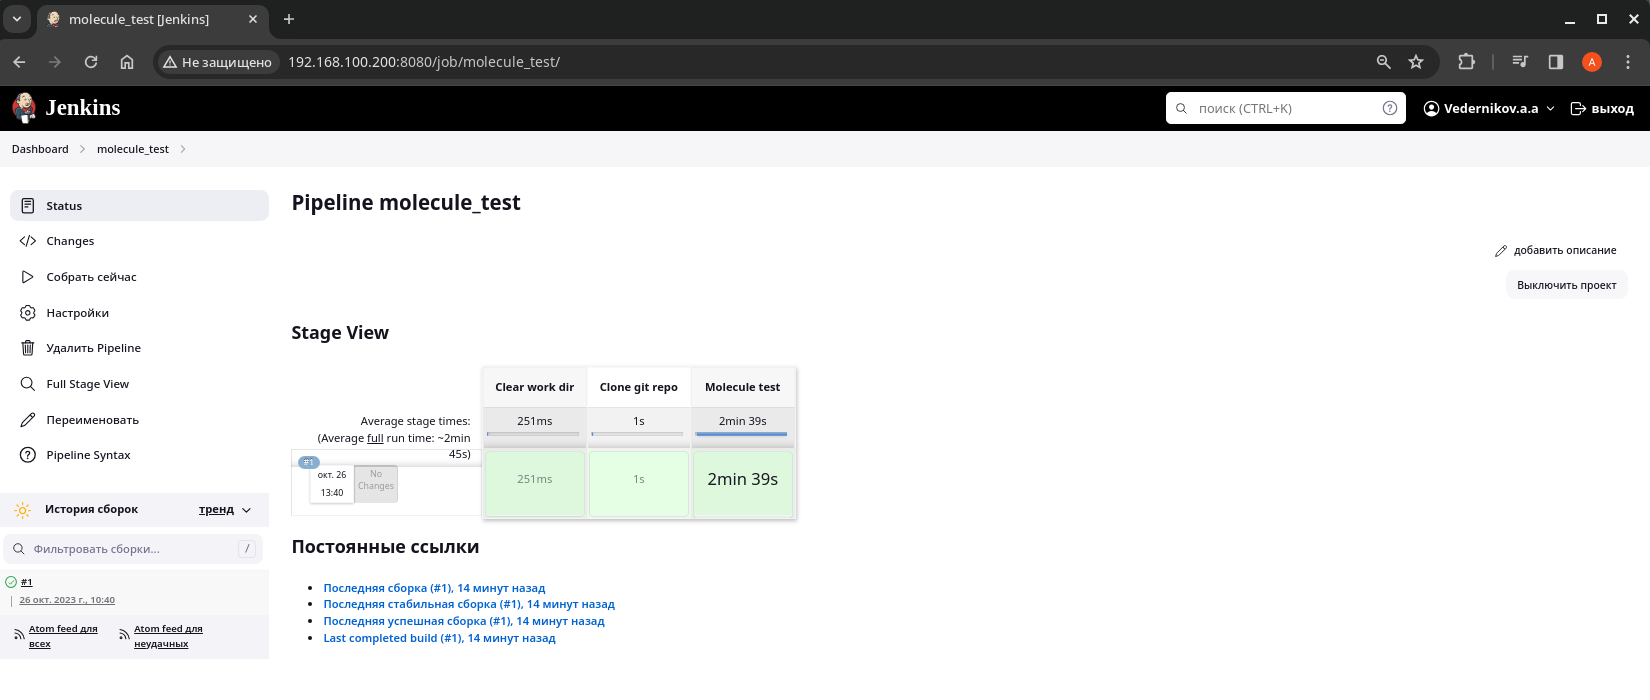 molecule_test [Jenkins]
Не защищено 192.168.100.200:8080/job/molecule_test/
A
Jenkins
поиск (CTRL+K)
Vedernikov.a.a
выход
Dashboard
molecule_test
Status
Changes
Собрать сейчас
Настройки
Удалить Pipeline
Full Stage View
Переименовать
Pipeline Syntax
История сборок
тренд
Фильтровать сборки...
/
#1
26 окт. 2023 г., 10:40
Atom feed для
всех
Atom feed для
неудачных
Pipeline molecule_test
добавить описание
Выключить проект
Stage View
Clear work dir
Clone git repo
Molecule test
Average stage times:
(Average full run time: ~2min
45s)
251ms
1s
2min 39s
#1
окт. 26
13:40
No
Changes
251ms
1s
2min 39s
Постоянные ссылки
Последняя сборка (#1), 14 минут назад
Последняя стабильная сборка (#1), 14 минут назад
Последняя успешная сборка (#1), 14 минут назад
Last completed build (#1), 14 минут назад